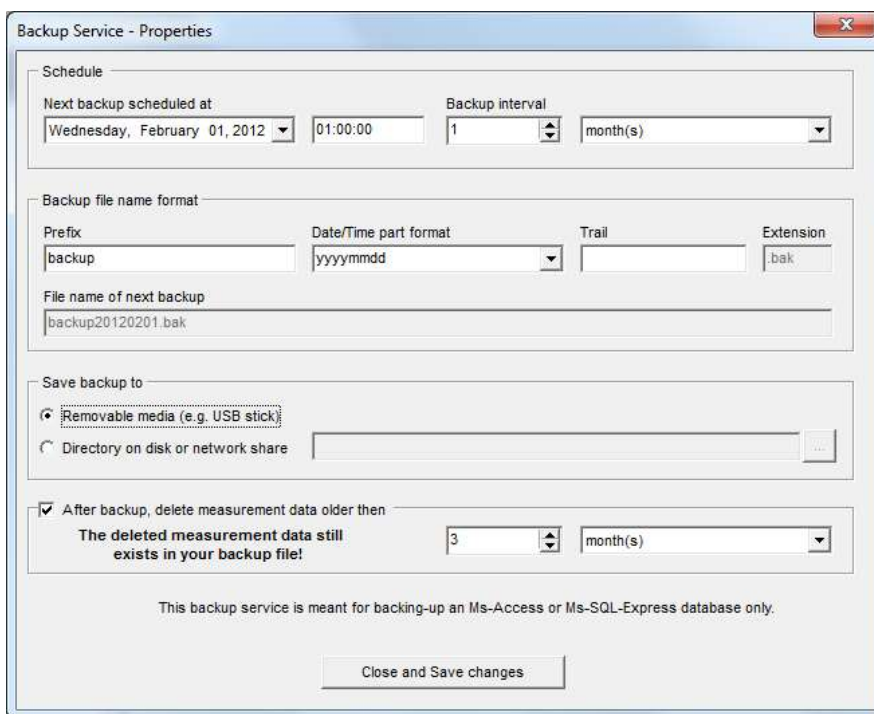 Backup Service - Properties
Schedule
Next backup scheduled at
Backup interval
Wednesday, February 01, 2012
01:00:00
1
month(s)
Backup file name format
Prefix
Date/Time part format
Trail
Extension
backup
yyyymmdd
.bak
File name of next backup
backup20120201.bak
Save backup to
Removable media (e.g. USB stick)
Directory on disk or network share
...
After backup, delete measurement data older then
The deleted measurement data still
exists in your backup file!
3
month(s)
This backup service is meant for backing-up an Ms-Access or Ms-SQL-Express database only.
Close and Save changes